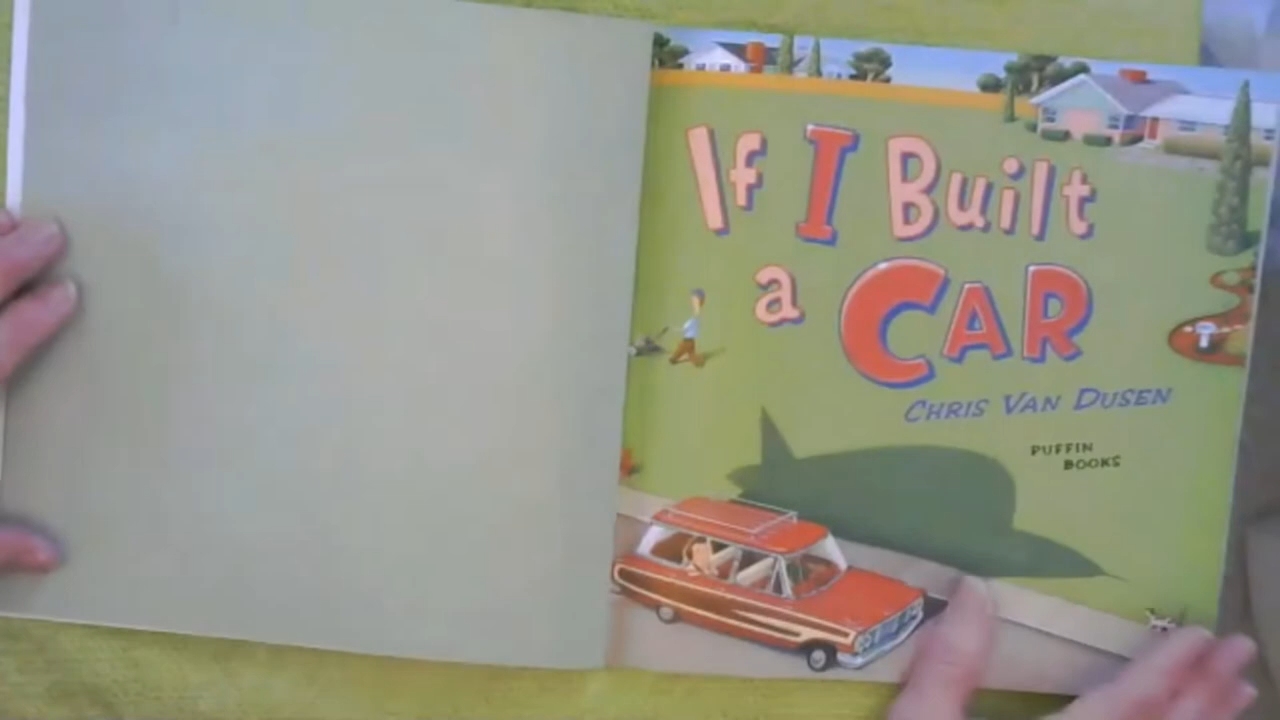 If I Built
a CAR
CHRIS VAN DUSEN
PUFFIN
BOOKS